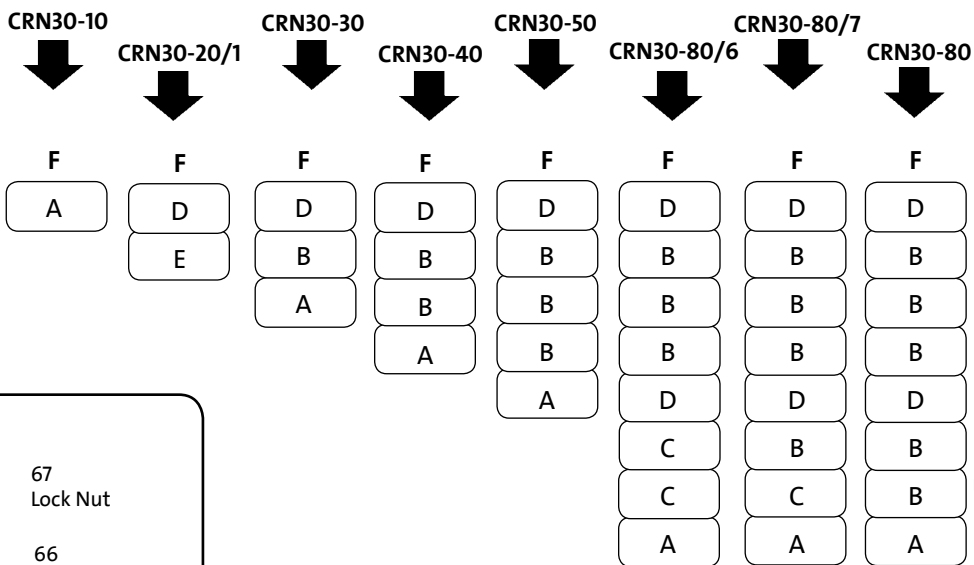 CRN30-10 CRN30-20/1 CRN30-30 CRN30-40 CRN30-50 CRN30-80/6 CRN30-80/7 CRN30-80
F F F F F F F F
A D D D D D D D
E B B B B B B
A B B B B B
A B B B B
A D D D
C B B
C C B
A A A
67
Lock Nut
66